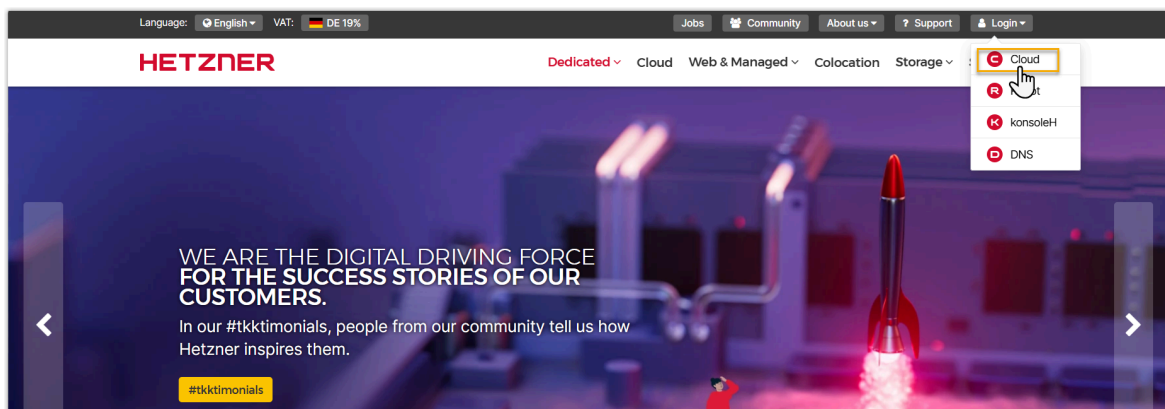 Language: English VAT: DE 19% Jobs Community About us ? Support Login
HETZNER Dedicated Cloud Web & Managed Colocation Storage
C Cloud
R
K konsoleH
D DNS
WE ARE THE DIGITAL DRIVING FORCE
FOR THE SUCCESS STORIES OF OUR
CUSTOMERS.
In our #tkktimonials, people from our community tell us how
Hetzner inspires them.
#tkktimonials